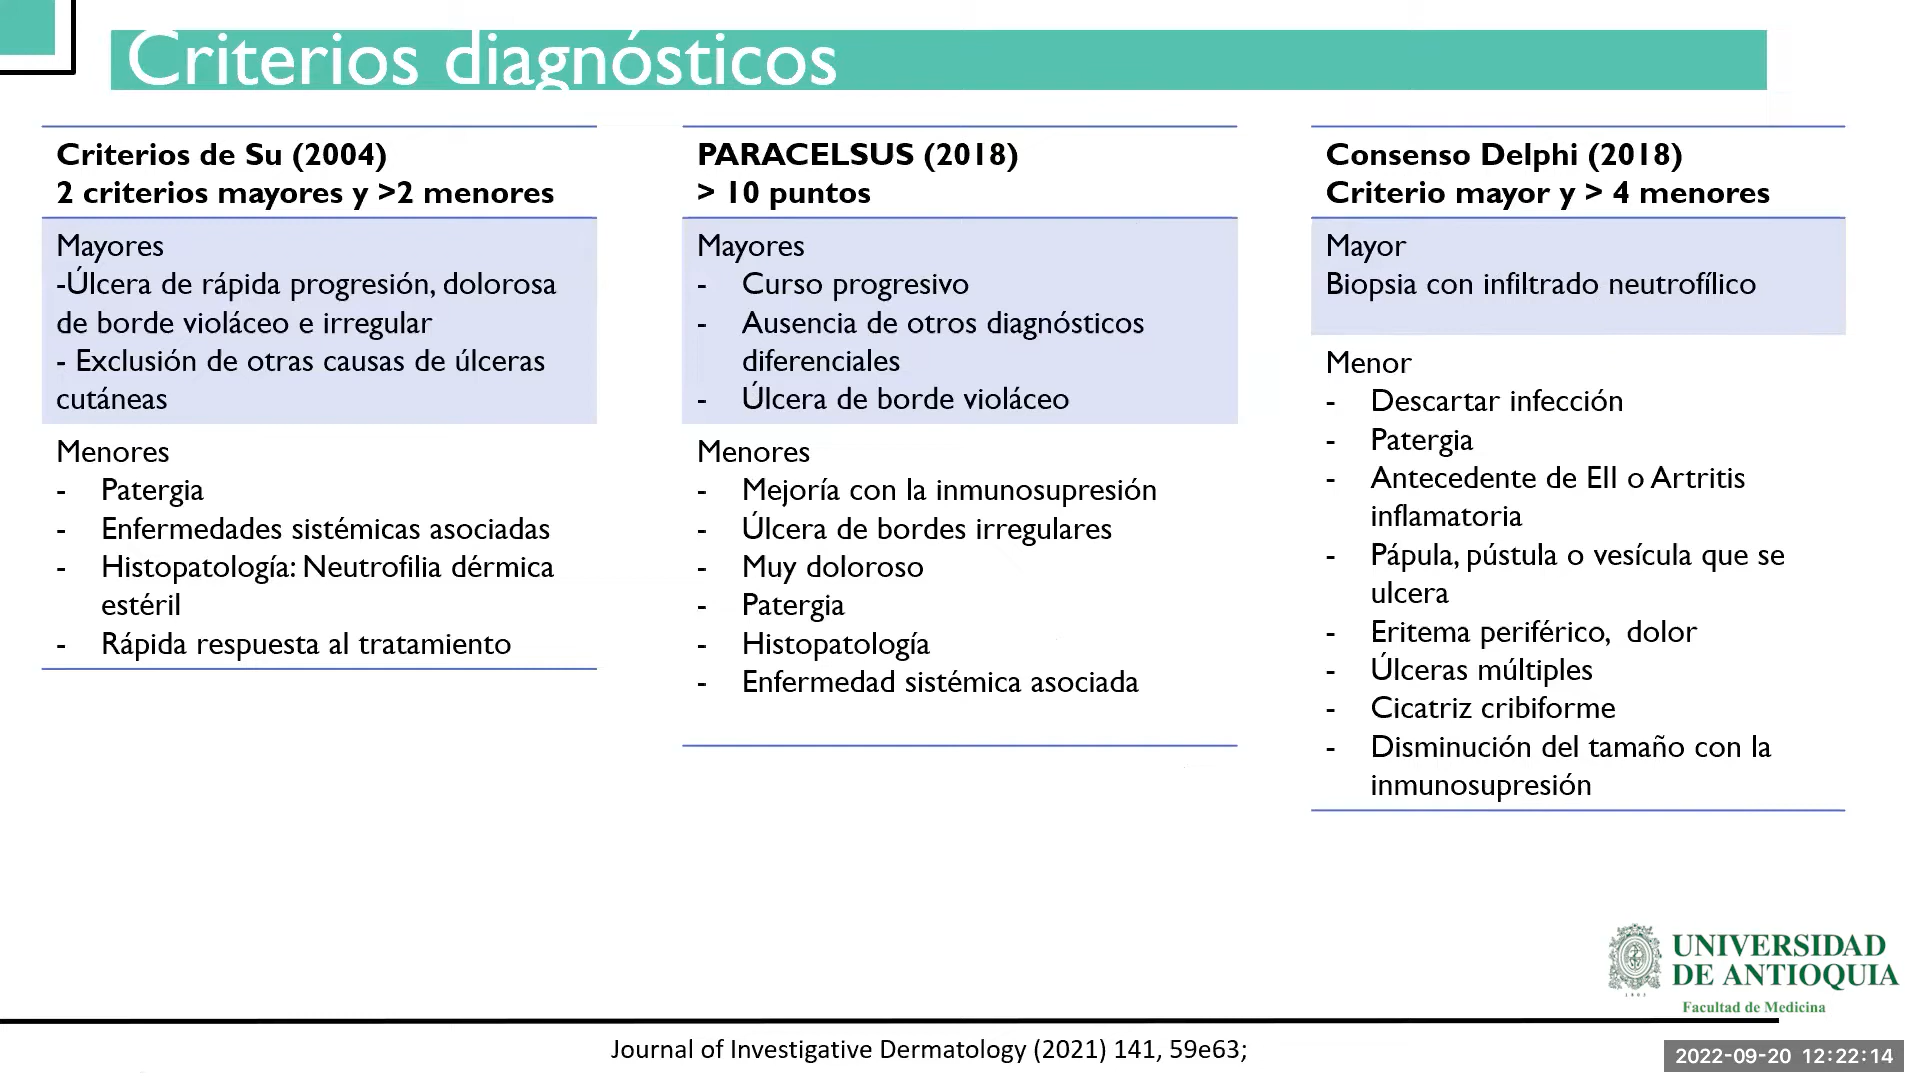 Criterios diagnósticos
Criterios de Su (2004)
2 criterios mayores y >2 menores
Mayores
-Úlcera de rápida progresión, dolorosa
de borde violáceo e irregular
- Exclusión de otras causas de úlceras
cutáneas
Menores
- Patergia
- Enfermedades sistémicas asociadas
- Histopatología: Neutrofilia dérmica
estéril
- Rápida respuesta al tratamiento
PARACELSUS (2018)
> 10 puntos
Mayores
- Curso progresivo
- Ausencia de otros diagnósticos
diferenciales
- Úlcera de borde violáceo
Menores
- Mejoría con la inmunosupresión
- Úlcera de bordes irregulares
- Muy doloroso
- Patergia
- Histopatología
- Enfermedad sistémica asociada
Consenso Delphi (2018)
Criterio mayor y > 4 menores
Mayor
Biopsia con infiltrado neutrofílico
Menor
- Descartar infección
- Patergia
- Antecedente de EII o Artritis
inflamatoria
- Pápula, pústula o vesícula que se
ulcera
- Eritema periférico, dolor
- Úlceras múltiples
- Cicatriz cribiforme
- Disminución del tamaño con la
inmunosupresión
UNIVERSIDAD
DE ANTIOQUIA
1803
Facultad de Medicina
Journal of Investigative Dermatology (2021) 141, 59e63;
2022-09-20 12:22:14